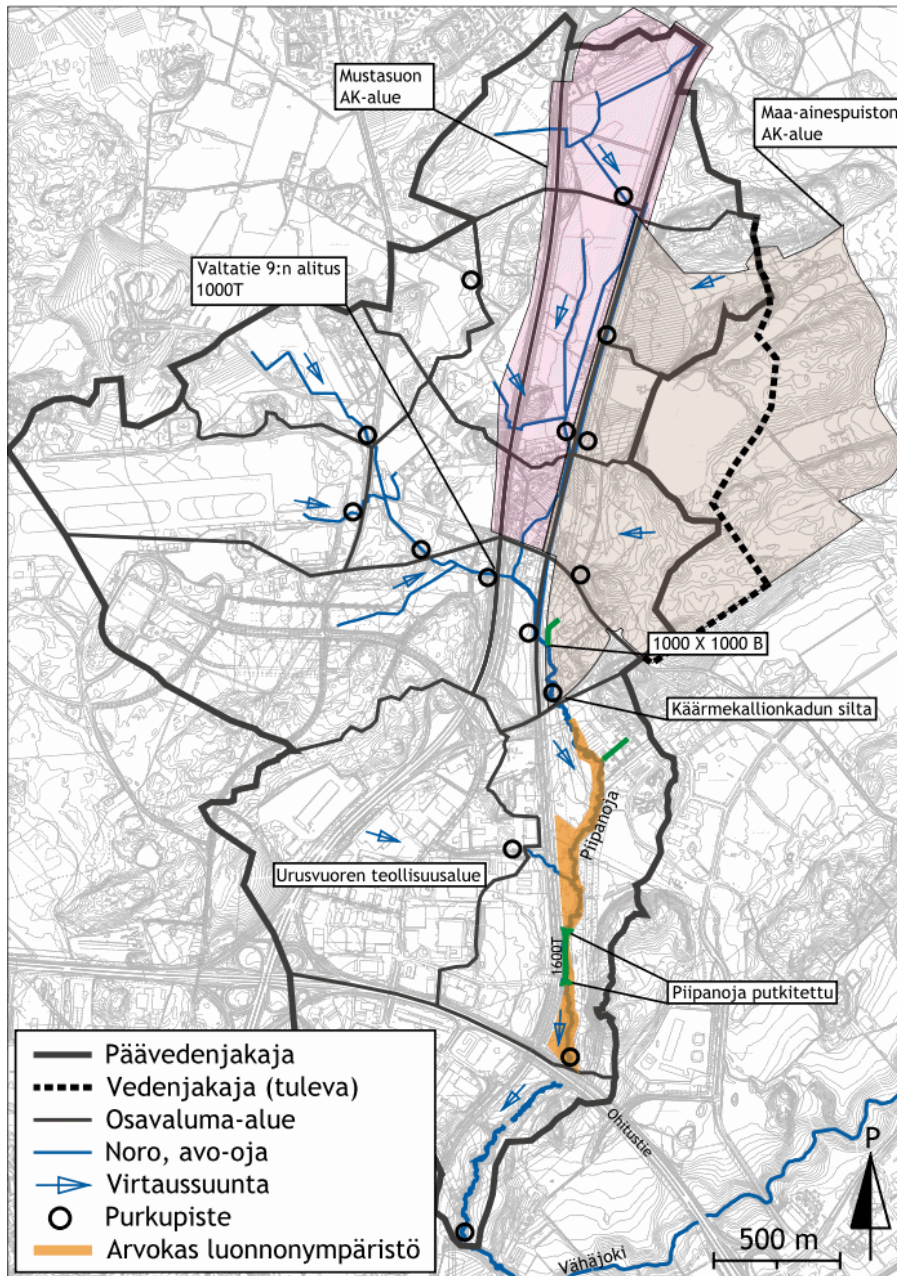 Mustasuon
AK-alue
Maa-ainespuiston
AK-alue
Valtatie 9:n alitus
1000T
1000 X 1000 B
Käärmekallionkadun silta
Piipanoja
Urusvuoren teollisuusalue
1600T
Piipanoja putkitettu
Päävedenjakaja
Vedenjakaja (tuleva)
Osavaluma-alue
Noro, avo-oja
Virtaussuunta
Purkupiste
Arvokas luonnonympäristö
Ohitustie
Vähäjoki
P
500 m